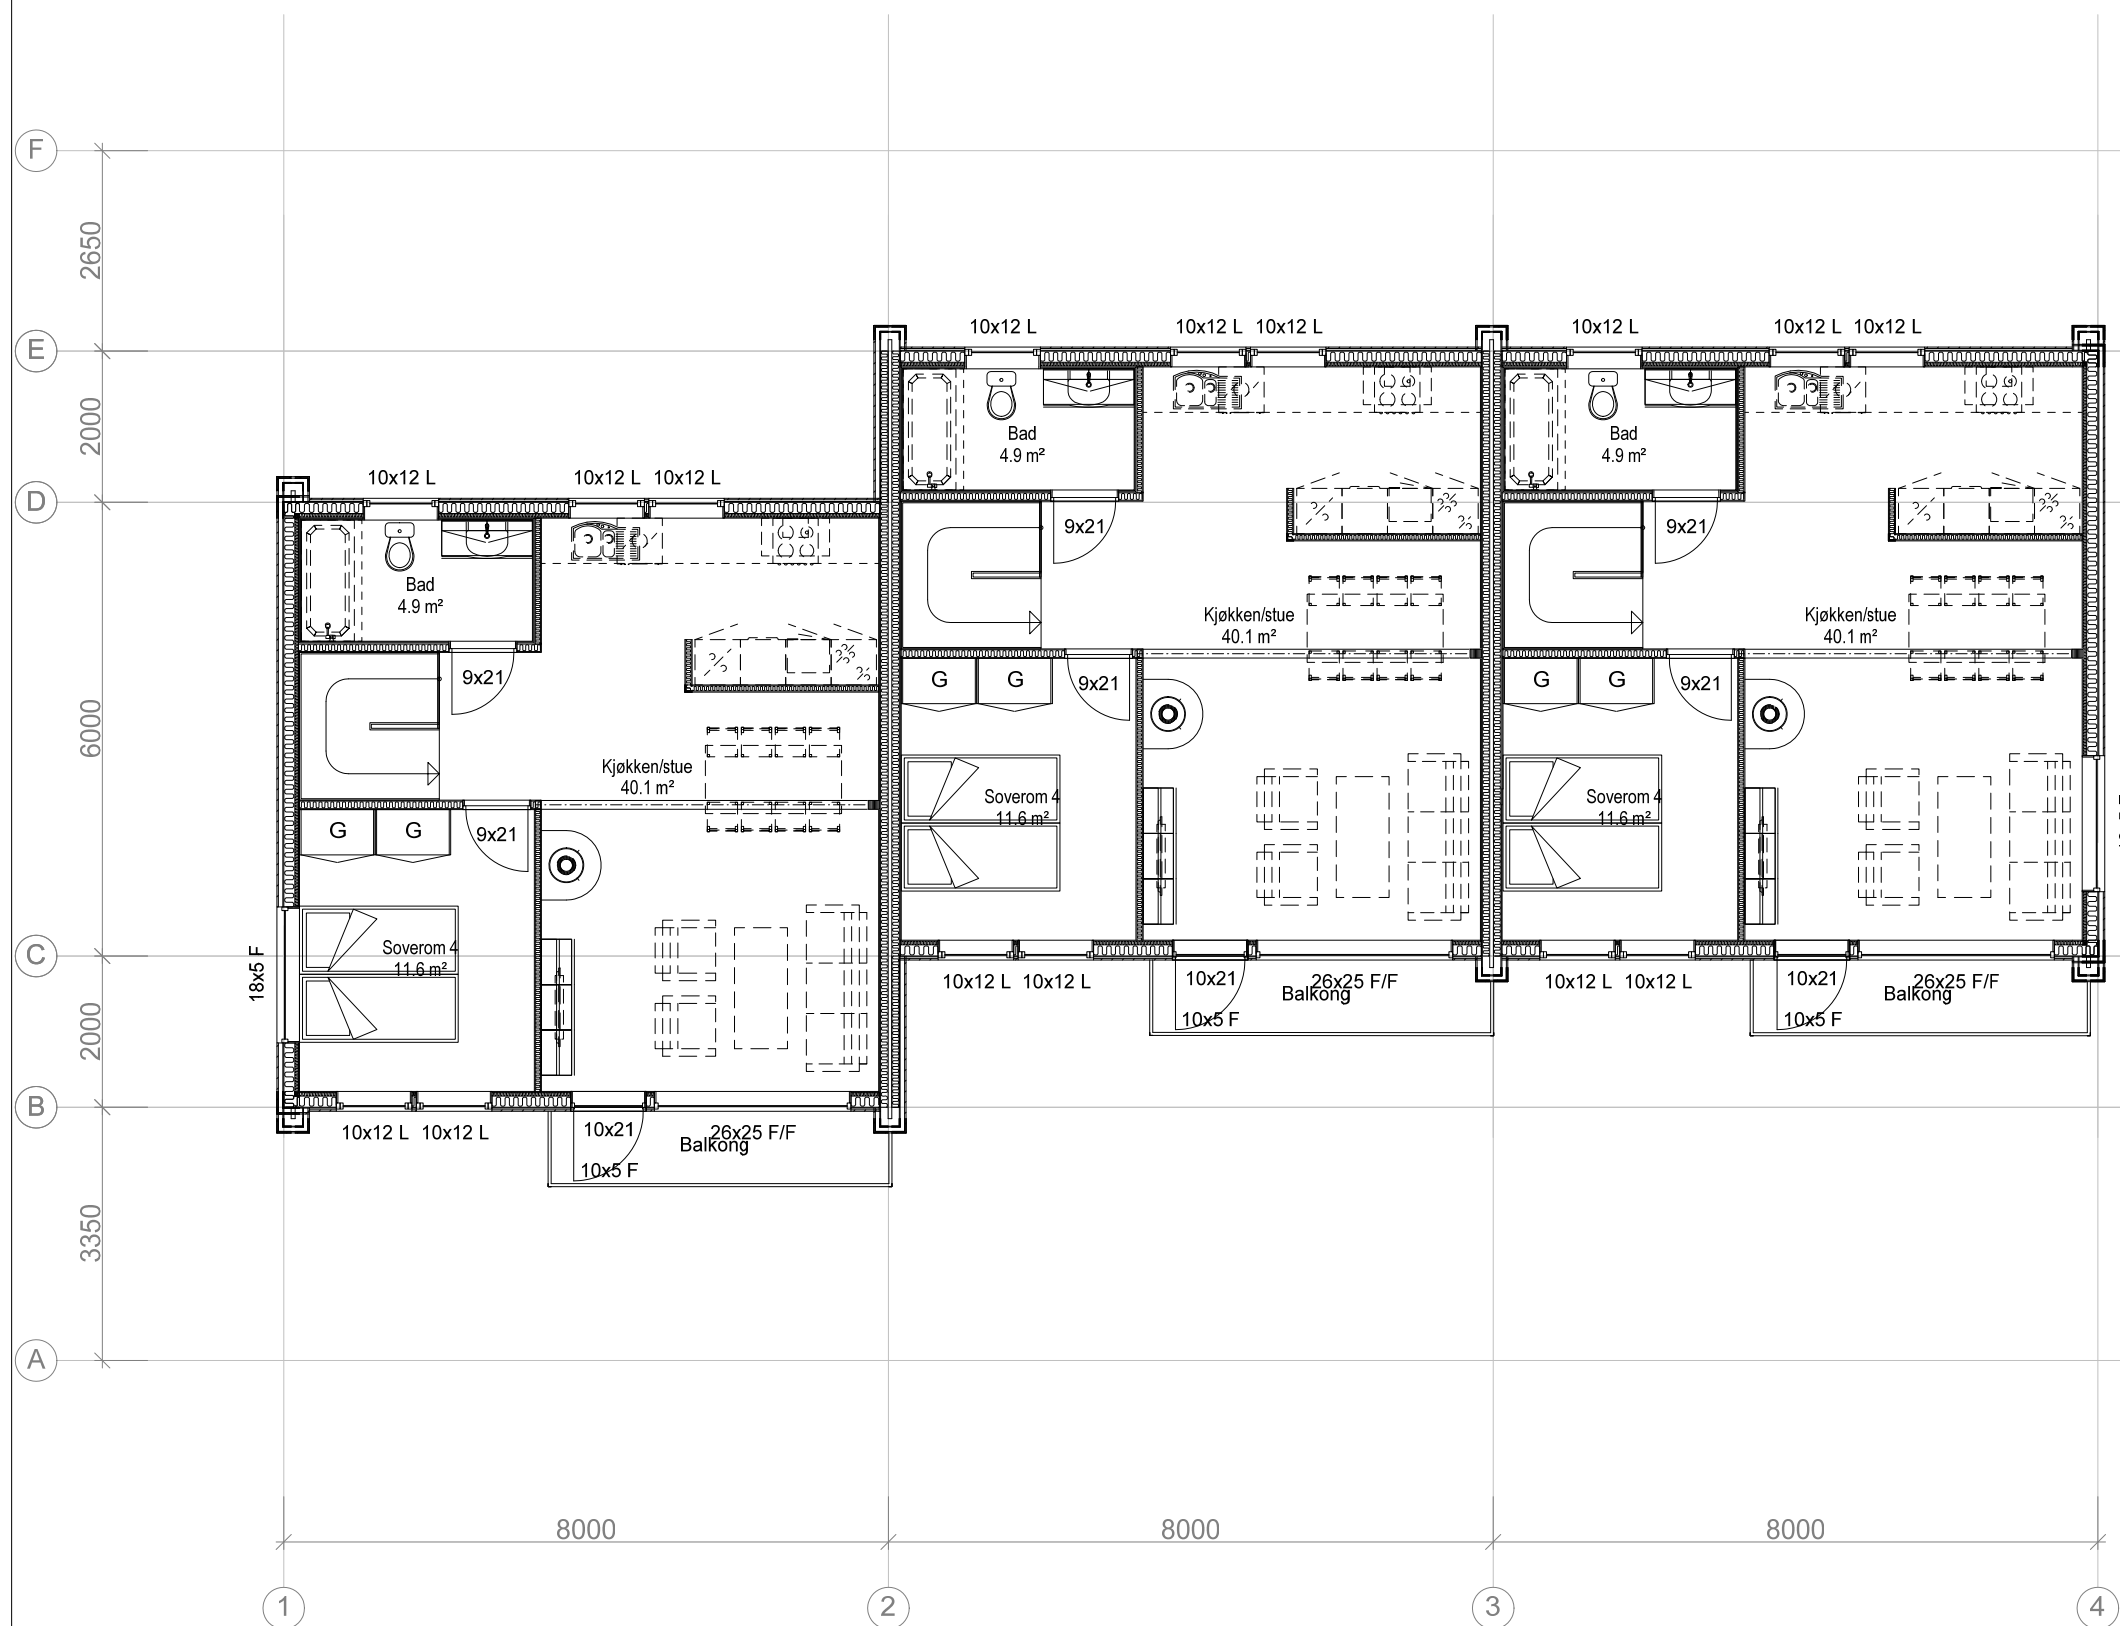 F
2650
E
10x12 L
10x12 L 10x12 L
10x12 L
10x12 L 10x12 L
2000
Bad
4.9 m²
Bad
4.9 m²
D
10x12 L
10x12 L 10x12 L
9x21
9x21
Bad
4.9 m²
Kjøkken/stue
40.1 m²
Kjøkken/stue
40.1 m²
9x21
G G 9x21
G G 9x21
6000
Kjøkken/stue
40.1 m²
Soverom 4
11.6 m²
Soverom 4
11.6 m²
G G 9x21
C
Soverom 4
11.6 m²
18x5 F
10x12 L 10x12 L
10x21
26x25 F/F
Balkong
10x5 F
10x12 L 10x12 L
10x21
26x25 F/F
Balkong
10x5 F
2000
B
10x12 L 10x12 L
10x21
26x25 F/F
Balkong
10x5 F
3350
A
8000 8000 8000
1 2 3 4